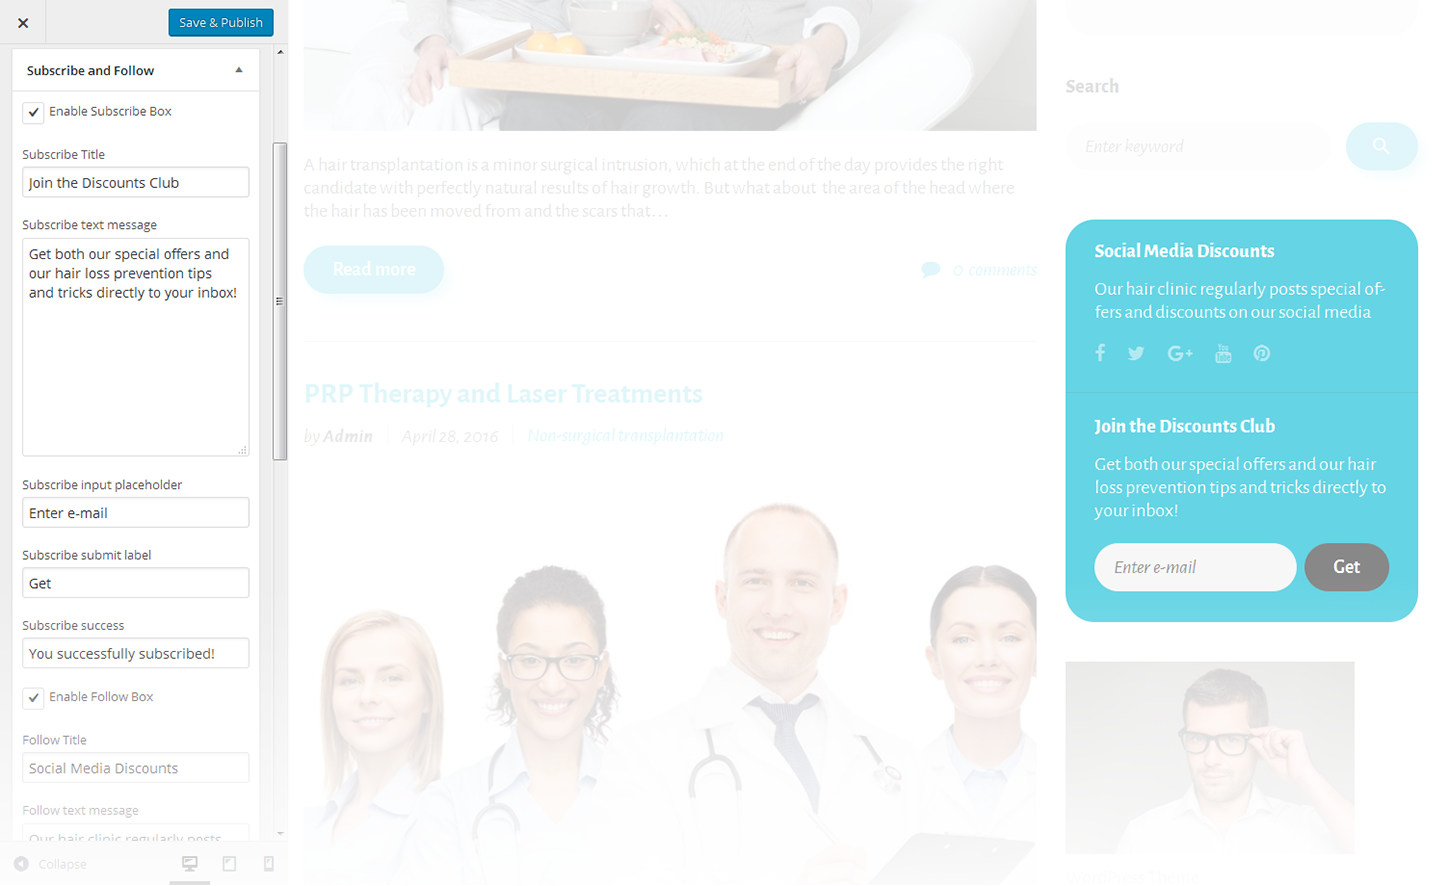 Save & Publish
Subscribe and Follow
Enable Subscribe Box
Subscribe Title
Join the Discounts Club
Subscribe text message
Get both our special offers and
our hair loss prevention tips
and tricks directly to your inbox!
Subscribe input placeholder
Enter e-mail
Subscribe submit label
Get
Subscribe success
You successfully subscribed!
Enable Follow Box
Follow Title
Social Media Discounts
Follow text message
Our hair clinic regularly posts
Collapse
A hair transplantation is a minor surgical intrusion, which at the end of the day provides the right
candidate with perfectly natural results of hair growth. But what about the area of the head where
the hair has been moved from and the scars that…
Read more
0 comments
PRP Therapy and Laser Treatments
by Admin
April 28, 2016
Non-surgical transplantation
Search
Enter keyword
Social Media Discounts
Our hair clinic regularly posts special of-
fers and discounts on our social media
Join the Discounts Club
Get both our special offers and our hair
loss prevention tips and tricks directly to
your inbox!
Enter e-mail
Get